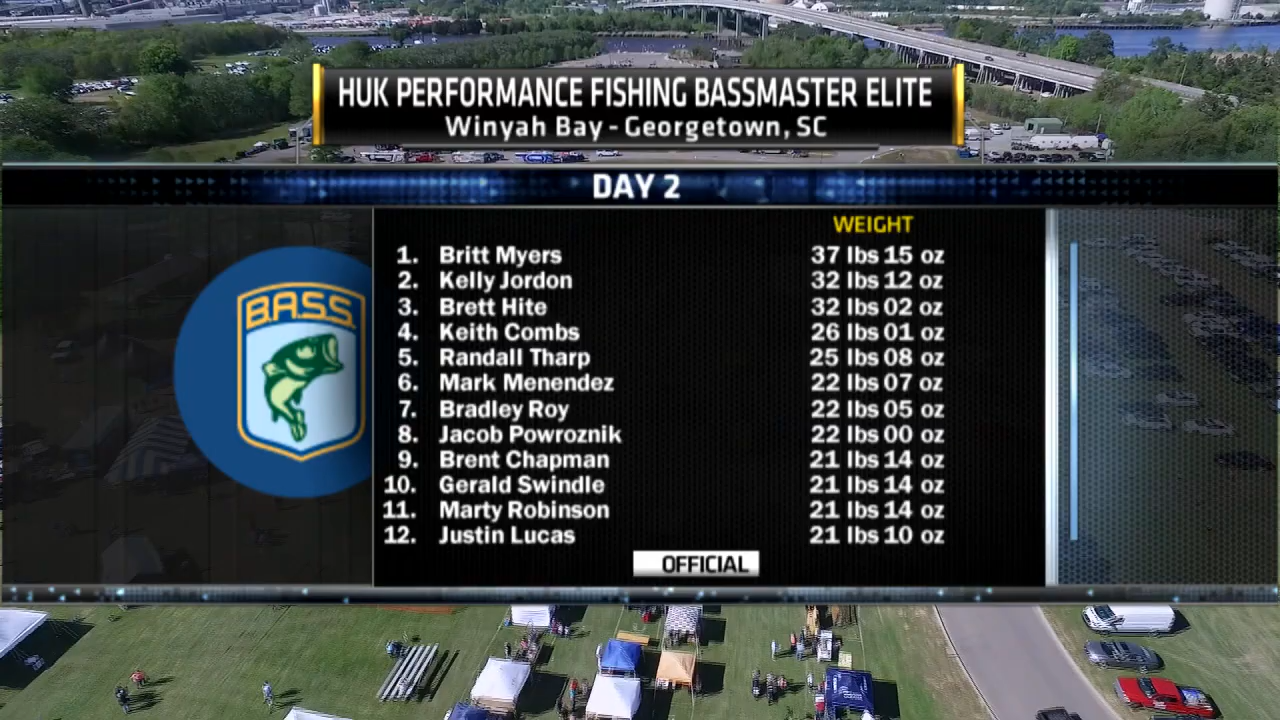 HUK PERFORMANCE FISHING BASSMASTER ELITE
Winyah Bay - Georgetown, SC
DAY 2
WEIGHT
1. Britt Myers 37 lbs 15 oz
2. Kelly Jordon 32 lbs 12 oz
3. Brett Hite 32 lbs 02 oz
4. Keith Combs 26 lbs 01 oz
5. Randall Tharp 25 lbs 08 oz
6. Mark Menendez 22 lbs 07 oz
7. Bradley Roy 22 lbs 05 oz
8. Jacob Powroznik 22 lbs 00 oz
9. Brent Chapman 21 lbs 14 oz
10. Gerald Swindle 21 lbs 14 oz
11. Marty Robinson 21 lbs 14 oz
12. Justin Lucas 21 lbs 10 oz
B.A.S.S.
OFFICIAL